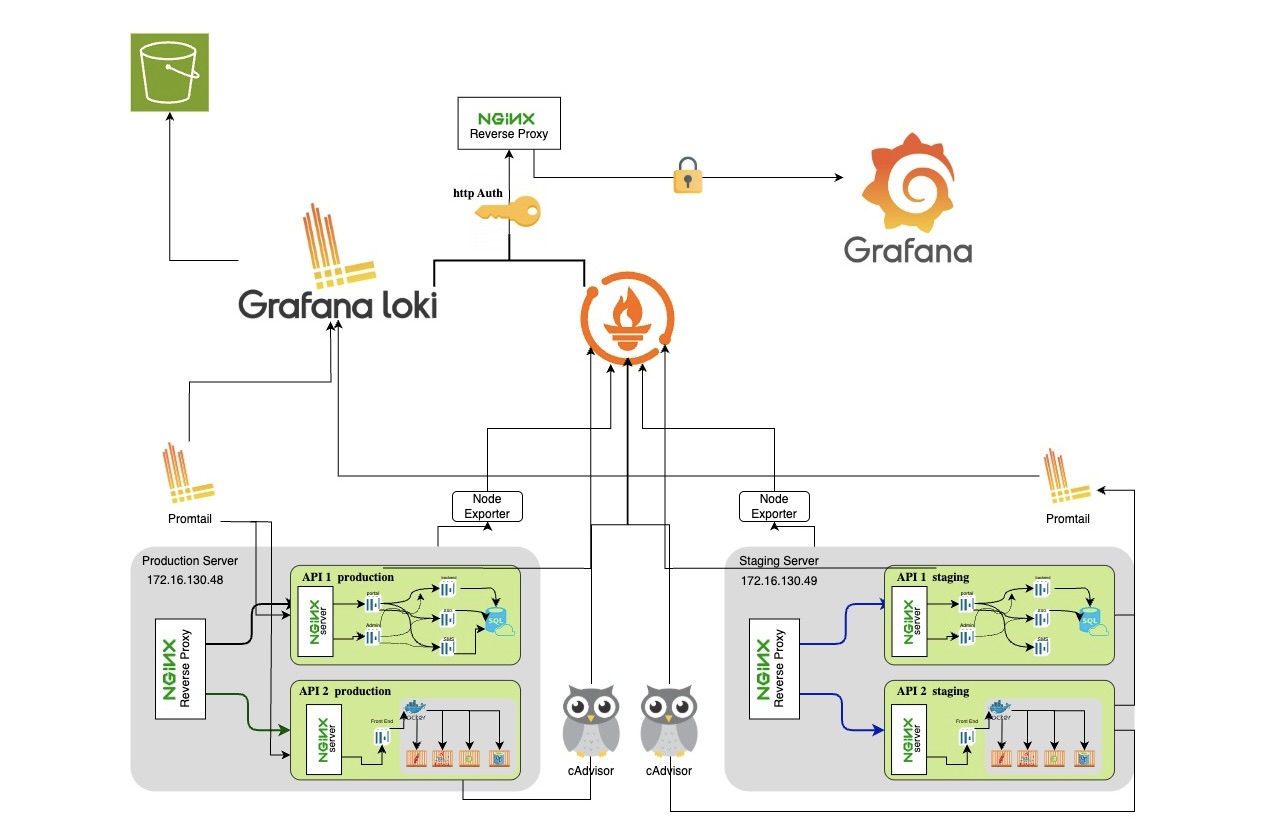 NGINX
Reverse Proxy
http Auth
Grafana
Grafana loki
Promtail
Node
Exporter
Node
Exporter
Promtail
Production Server
172.16.130.48
NGINX
Reverse Proxy
API 1 production
NGINX
server
portal
Admin
backend
SSO
SMS
SQL
API 2 production
NGINX
server
Front End
docker
cAdvisor
cAdvisor
Staging Server
172.16.130.49
NGINX
Reverse Proxy
API 1 staging
NGINX
server
portal
Admin
backend
SSO
SMS
SQL
API 2 staging
NGINX
server
Front End
docker